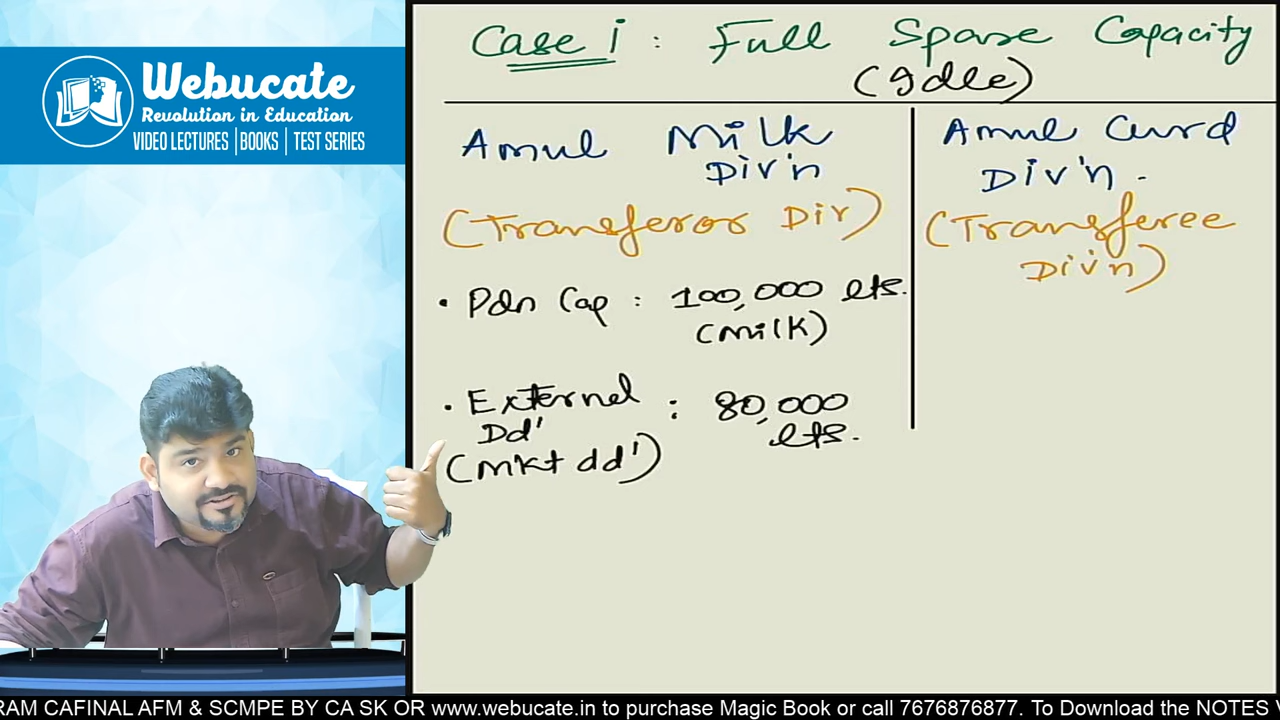 Webucate
Revolution in Education
VIDEO LECTURES | BOOKS | TEST SERIES
Case i : Full Spare Capacity
(Idle)
Amul Milk
Div'n
(Transferor Div)
• Pdn Cap : 100,000 lts.
(Milk)
• External : 80,000
Dd' lts.
(Mkt dd')
Amul Curd
Div'n.
(Transferee
Div'n)
RAM CAFINAL AFM & SCMPE BY CA SK OR www.webucate.in to purchase Magic Book or call 7676876877. To Download the NOTES